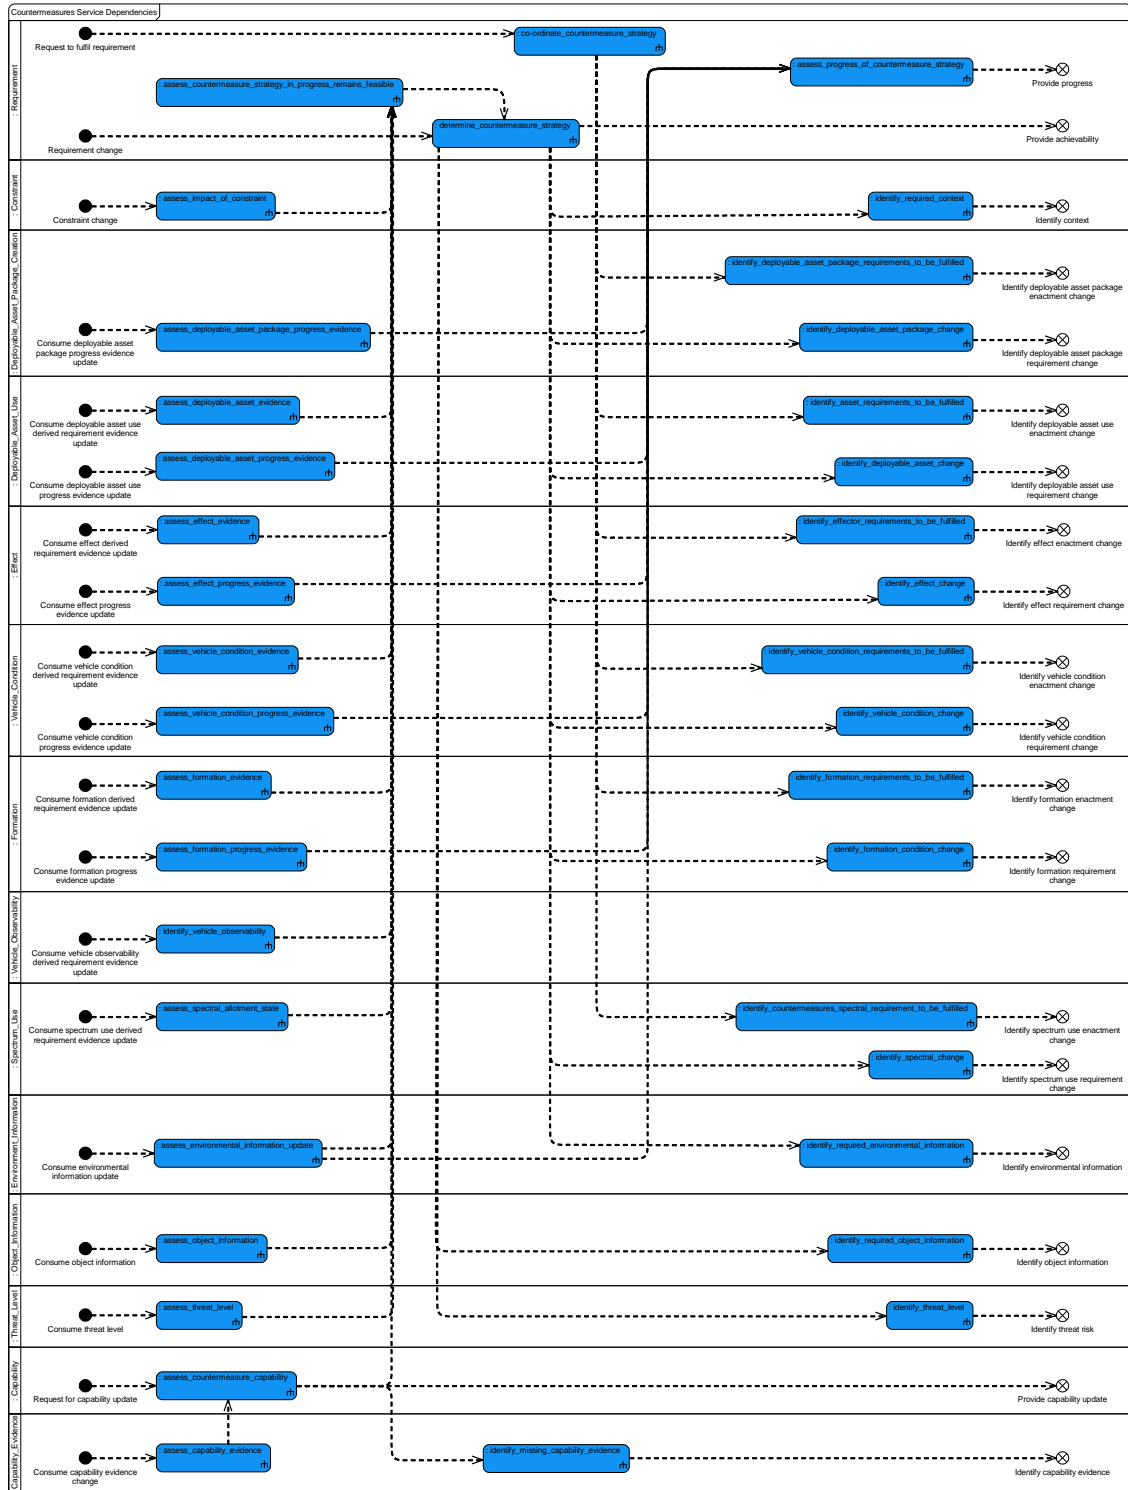 Countermeasures Service Dependencies
: Requirement
Request to fulfil requirement
: co-ordinate_countermeasure_strategy
: assess_progress_of_countermeasure_strategy
Provide progress
: assess_countermeasure_strategy_in_progress_remains_feasible
Requirement change
: determine_countermeasure_strategy
Provide achievability
: Constraint
Constraint change
: assess_impact_of_constraint
: identify_required_context
Identify context
: Deployable_Asset_Package_Creation
: identify_deployable_asset_package_requirements_to_be_fulfilled
Identify deployable asset package
enactment change
Consume deployable asset
package progress evidence
update
: assess_deployable_asset_package_progress_evidence
: identify_deployable_asset_package_change
Identify deployable asset package
requirement change
: Deployable_Asset_Use
Consume deployable asset use
derived requirement evidence
update
: assess_deployable_asset_evidence
: identify_asset_requirements_to_be_fulfilled
Identify deployable asset use
enactment change
Consume deployable asset use
progress evidence update
: assess_deployable_asset_progress_evidence
: identify_deployable_asset_change
Identify deployable asset use
requirement change
: Effect
Consume effect derived
requirement evidence update
: assess_effect_evidence
: identify_effector_requirements_to_be_fulfilled
Identify effect enactment change
Consume effect progress
evidence update
: assess_effect_progress_evidence
: identify_effect_change
Identify effect requirement change
: Vehicle_Condition
Consume vehicle condition
derived requirement evidence
update
: assess_vehicle_condition_evidence
: identify_vehicle_condition_requirements_to_be_fulfilled
Identify vehicle condition
enactment change
Consume vehicle condition
progress evidence update
: assess_vehicle_condition_progress_evidence
: identify_vehicle_condition_change
Identify vehicle condition
requirement change
: Formation
Consume formation derived
requirement evidence update
: assess_formation_evidence
: identify_formation_requirements_to_be_fulfilled
Identify formation enactment
change
Consume formation progress
evidence update
: assess_formation_progress_evidence
: identify_formation_condition_change
Identify formation requirement
change
: Vehicle_Observability
Consume vehicle observability
derived requirement evidence
update
: identify_vehicle_observability
: Spectrum_Use
Consume spectrum use derived
requirement evidence update
: assess_spectral_allotment_state
: identify_countermeasures_spectral_requirement_to_be_fulfilled
Identify spectrum use enactment
change
: identify_spectral_change
Identify spectrum use requirement
change
: Environment_Information
Consume environmental
information update
: assess_environmental_information_update
: identify_required_environmental_information
Identify environmental information
: Object_Information
Consume object information
: assess_object_information
: identify_required_object_information
Identify object information
: Threat_Level
Consume threat level
: assess_threat_level
: identify_threat_level
Identify threat risk
: Capability
Request for capability update
: assess_countermeasure_capability
Provide capability update
: Capability_Evidence
Consume capability evidence
change
: assess_capability_evidence
: identify_missing_capability_evidence
Identify capability evidence